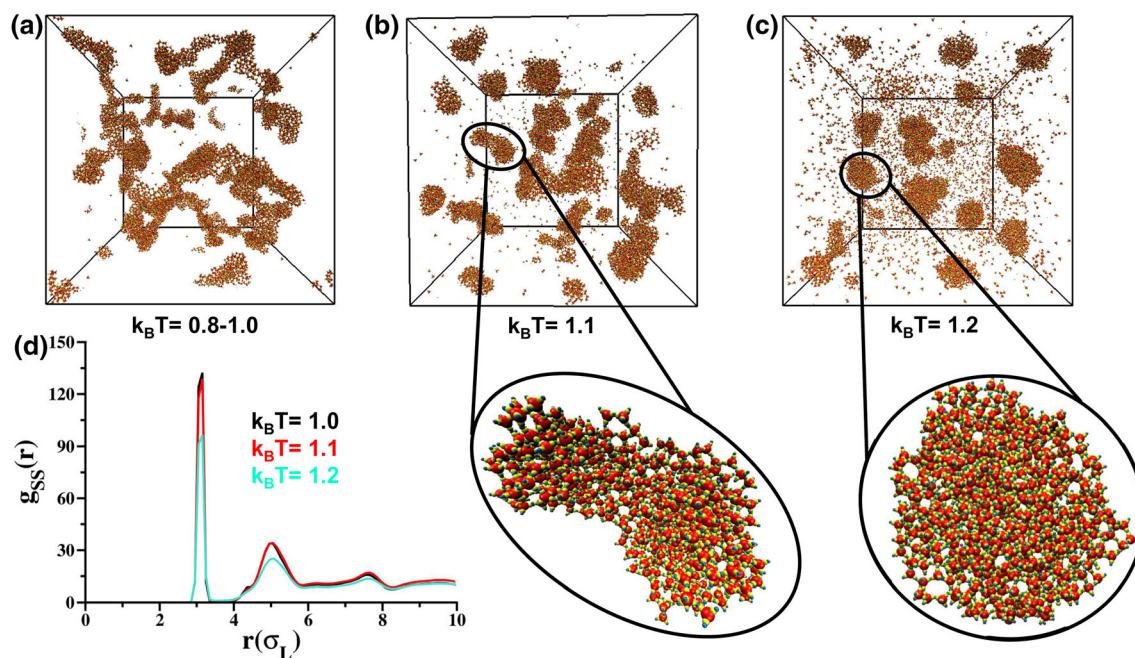 (a)
(b)
(c)
k_BT= 0.8-1.0
k_BT= 1.1
k_BT= 1.2
(d)
150
120
90
60
30
0
g_SS(r)
k_BT= 1.0
k_BT= 1.1
k_BT= 1.2
0 2 4 6 8 10
r(σ_L)